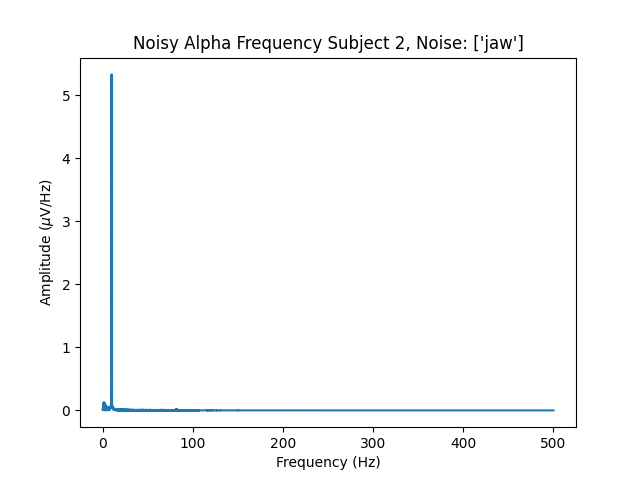 Noisy Alpha Frequency Subject 2, Noise: ['jaw']
5
4
3
2
1
0
Amplitude (μV/Hz)
0 100 200 300 400 500
Frequency (Hz)